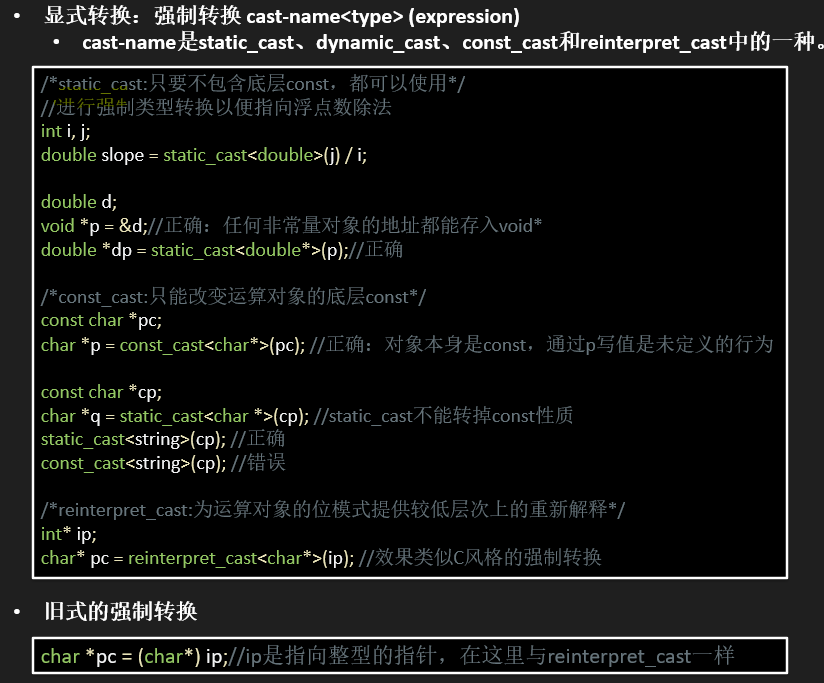 • 显式转换：强制转换 cast-name<type> (expression)
• cast-name是static_cast、dynamic_cast、const_cast和reinterpret_cast中的一种。
/*static_cast:只要不包含底层const，都可以使用*/
//进行强制类型转换以便指向浮点数除法
int i, j;
double slope = static_cast<double>(j) / i;
double d;
void *p = &d;//正确：任何非常量对象的地址都能存入void*
double *dp = static_cast<double*>(p);//正确
/*const_cast:只能改变运算对象的底层const*/
const char *pc;
char *p = const_cast<char*>(pc); //正确：对象本身是const，通过p写值是未定义的行为
const char *cp;
char *q = static_cast<char *>(cp); //static_cast不能转掉const性质
static_cast<string>(cp); //正确
const_cast<string>(cp); //错误
/*reinterpret_cast:为运算对象的位模式提供较低层次上的重新解释*/
int* ip;
char* pc = reinterpret_cast<char*>(ip); //效果类似C风格的强制转换
• 旧式的强制转换
char *pc = (char*) ip;//ip是指向整型的指针，在这里与reinterpret_cast一样